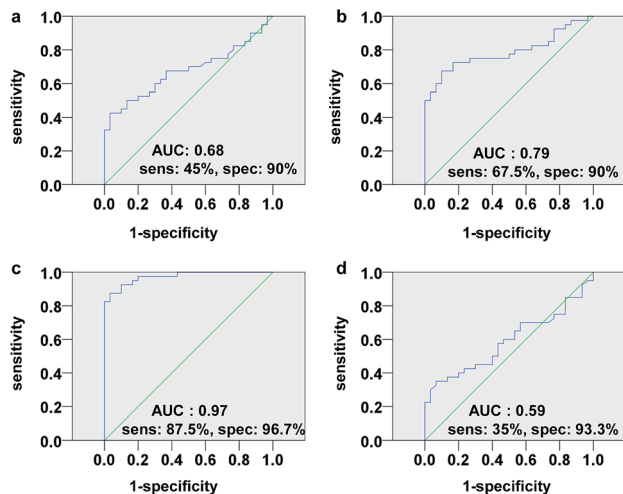 a
1.0
0.8
0.6
0.4
0.2
0.0
sensitivity
AUC: 0.68
sens: 45%, spec: 90%
0.0 0.2 0.4 0.6 0.8 1.0
1-specificity
b
1.0
0.8
0.6
0.4
0.2
0.0
sensitivity
AUC : 0.79
sens: 67.5%, spec: 90%
0.0 0.2 0.4 0.6 0.8 1.0
1-specificity
c
1.0
0.8
0.6
0.4
0.2
0.0
sensitivity
AUC : 0.97
sens: 87.5%, spec: 96.7%
0.0 0.2 0.4 0.6 0.8 1.0
1-specificity
d
1.0
0.8
0.6
0.4
0.2
0.0
sensitivity
AUC : 0.59
sens: 35%, spec: 93.3%
0.0 0.2 0.4 0.6 0.8 1.0
1-specificity